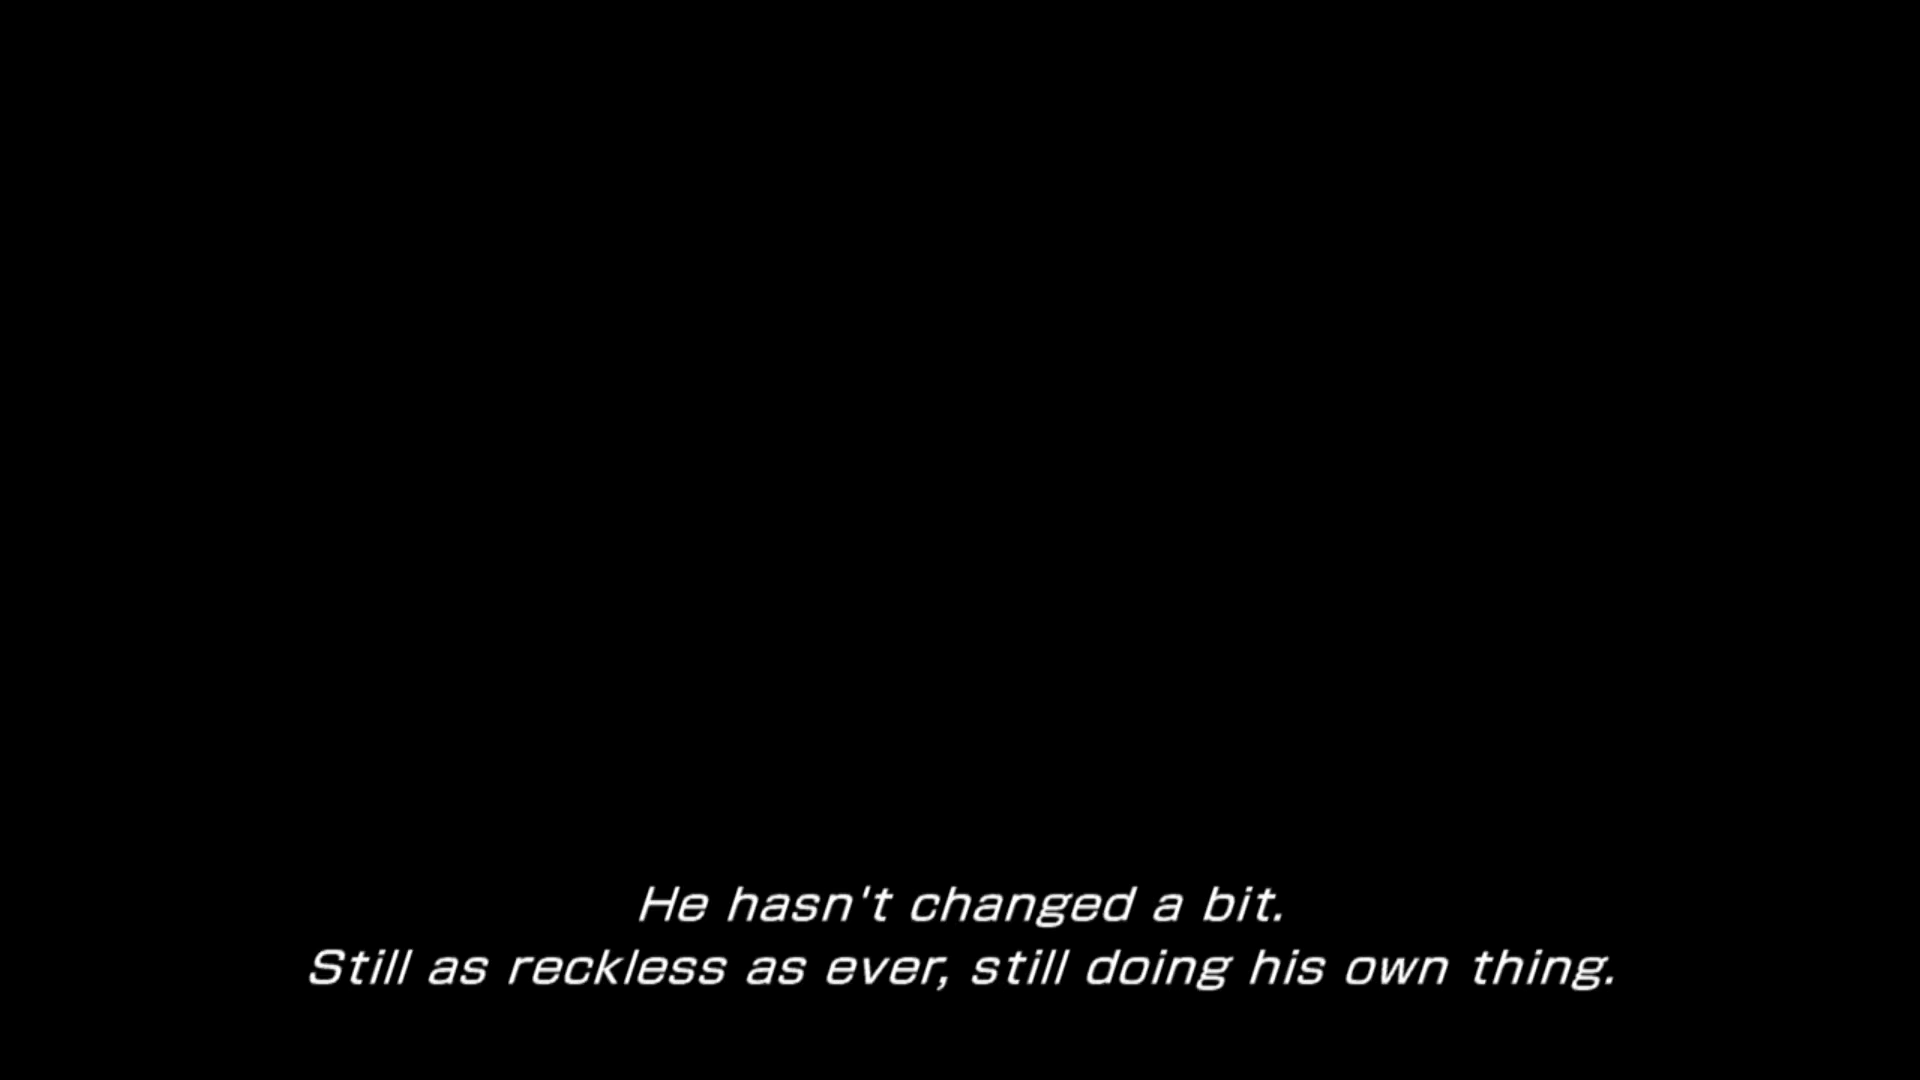 He hasn't changed a bit.
Still as reckless as ever, still doing his own thing.